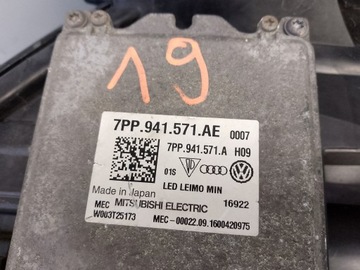 19
7PP.941.571.AE 0007
7PP.941.571.A H09
01S
LED LEIMO MIN
Made in Japan 16922
MEC MITSUBISHI ELECTRIC
W003T25173 MEC-00022.09.1600420975